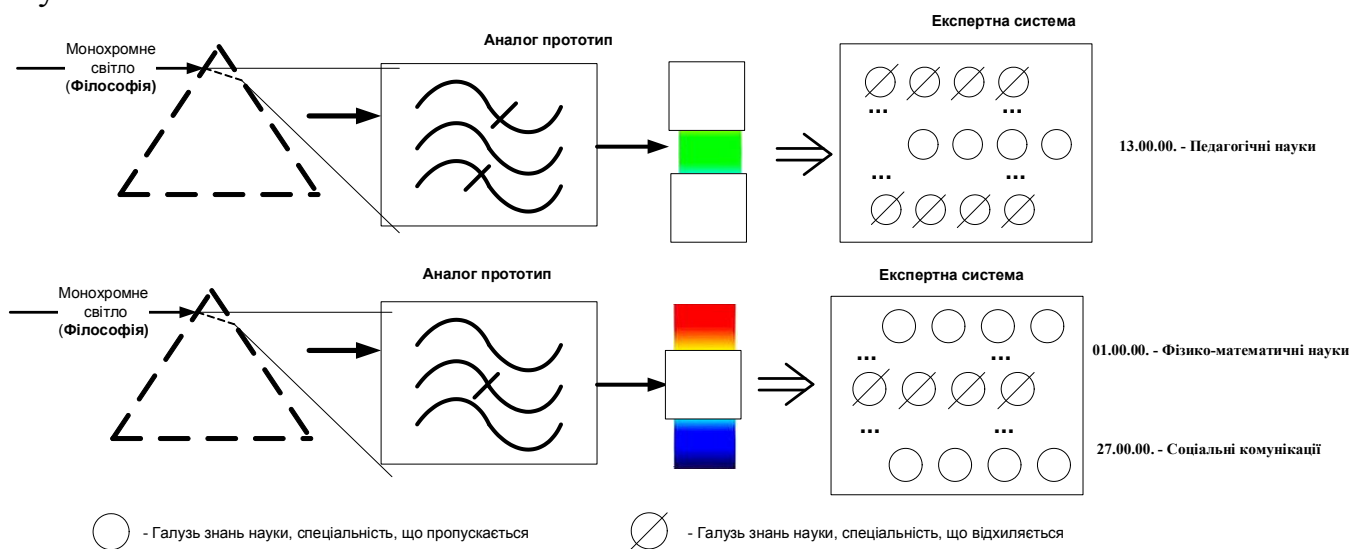 Експертна система
Аналог прототип
Монохромне
світло
(Філософія)
...
...
13.00.00. - Педагогічні науки
...
...
Аналог прототип
Експертна система
Монохромне
світло
(Філософія)
...
...
01.00.00. - Фізико-математичні науки
...
...
27.00.00. - Соціальні комунікації
- Галузь знань науки, спеціальність, що пропускається
- Галузь знань науки, спеціальність, що відхиляється